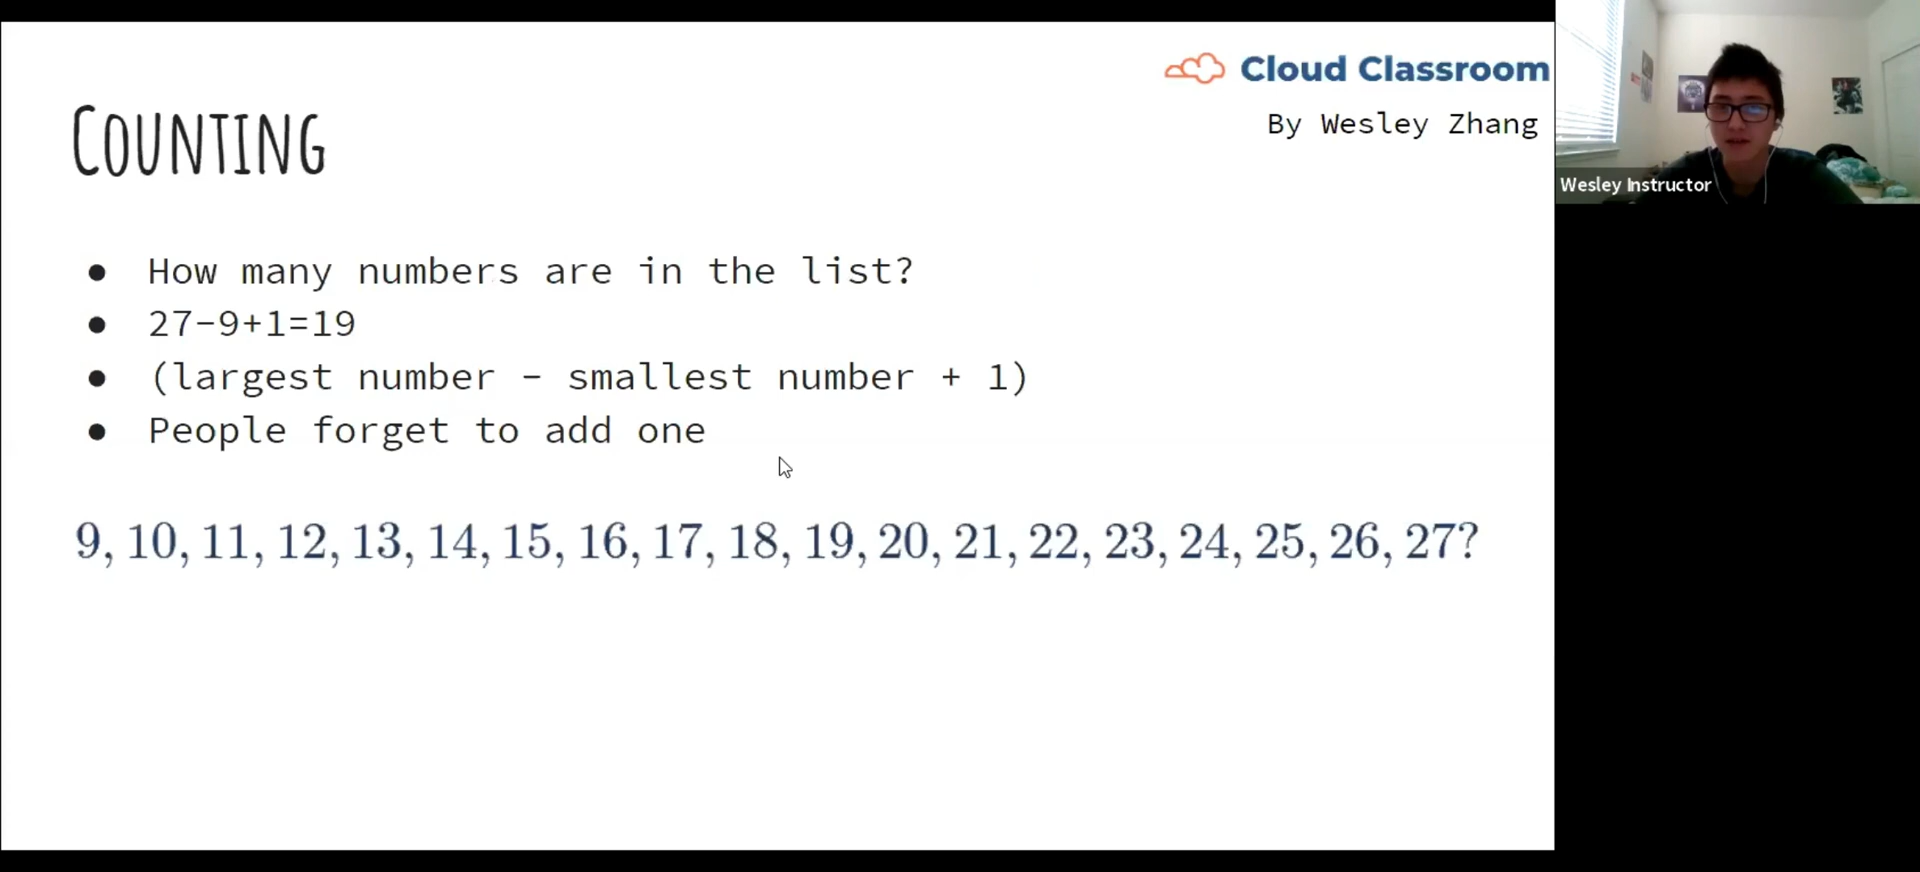 Cloud Classroom
By Wesley Zhang
COUNTING
Wesley Instructor
● How many numbers are in the list?
● 27-9+1=19
● (largest number - smallest number + 1)
● People forget to add one
9, 10, 11, 12, 13, 14, 15, 16, 17, 18, 19, 20, 21, 22, 23, 24, 25, 26, 27?